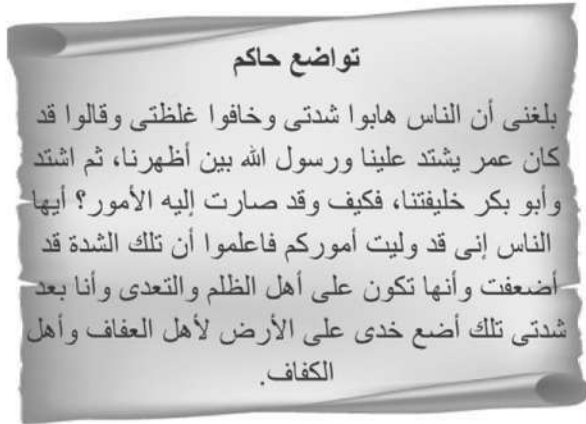 تواضع حاكم
بلغنى أن الناس هابوا شدتى وخافوا غلظتى وقالوا قد
كان عمر يشتد علينا ورسول الله بين أظهرنا، ثم اشتد
وأبو بكر خليفتنا، فكيف وقد صارت إليه الأمور؟ أيها
الناس إنى قد وليت أموركم فاعلموا أن تلك الشدة قد
أضعفت وأنها تكون على أهل الظلم والتعدى وأنا بعد
شدتى تلك أضع خدى على الأرض لأهل العفاف وأهل
الكفاف.